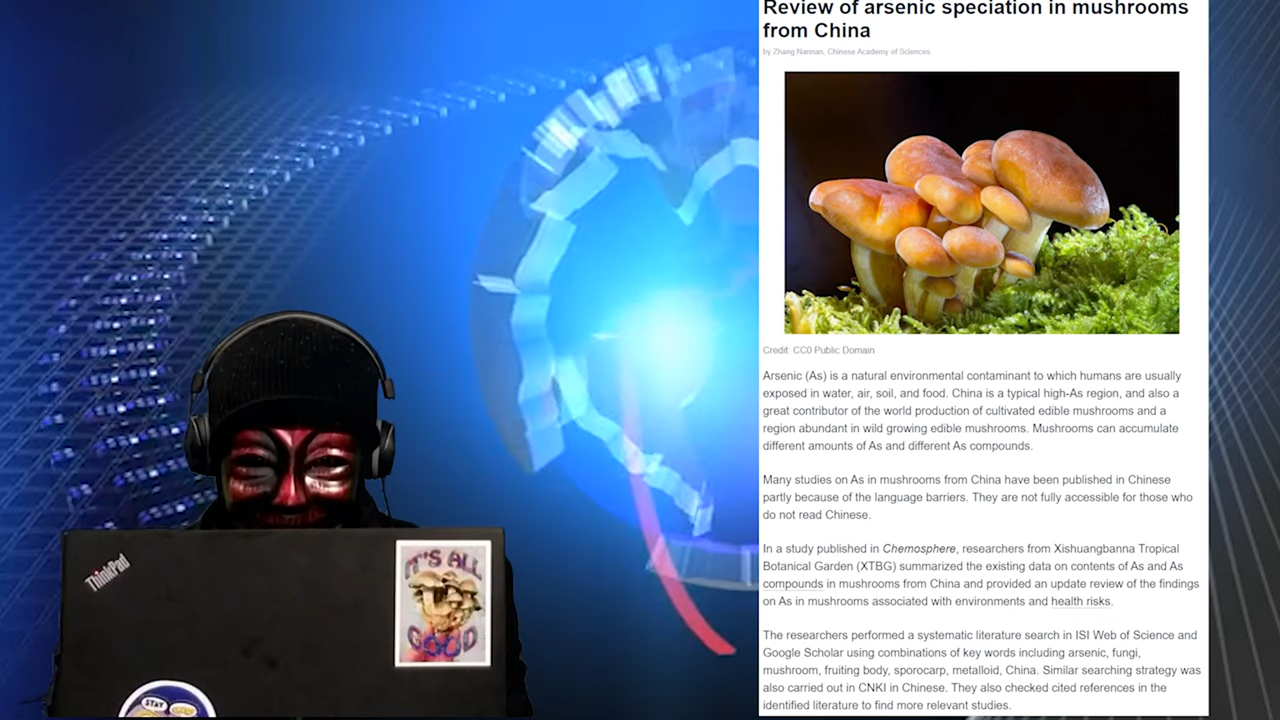 Review of arsenic speciation in mushrooms
from China
by Zhang Nannan, Chinese Academy of Sciences
Credit: CC0 Public Domain
Arsenic (As) is a natural environmental contaminant to which humans are usually
exposed in water, air, soil, and food. China is a typical high-As region, and also a
great contributor of the world production of cultivated edible mushrooms and a
region abundant in wild growing edible mushrooms. Mushrooms can accumulate
different amounts of As and different As compounds.
Many studies on As in mushrooms from China have been published in Chinese
partly because of the language barriers. They are not fully accessible for those who
do not read Chinese.
In a study published in Chemosphere, researchers from Xishuangbanna Tropical
Botanical Garden (XTBG) summarized the existing data on contents of As and As
compounds in mushrooms from China and provided an update review of the findings
on As in mushrooms associated with environments and health risks.
The researchers performed a systematic literature search in ISI Web of Science and
Google Scholar using combinations of key words including arsenic, fungi,
mushroom, fruiting body, sporocarp, metalloid, China. Similar searching strategy was
also carried out in CNKI in Chinese. They also checked cited references in the
identified literature to find more relevant studies.
ThinkPad
IT'S ALL
GOOD
STAY